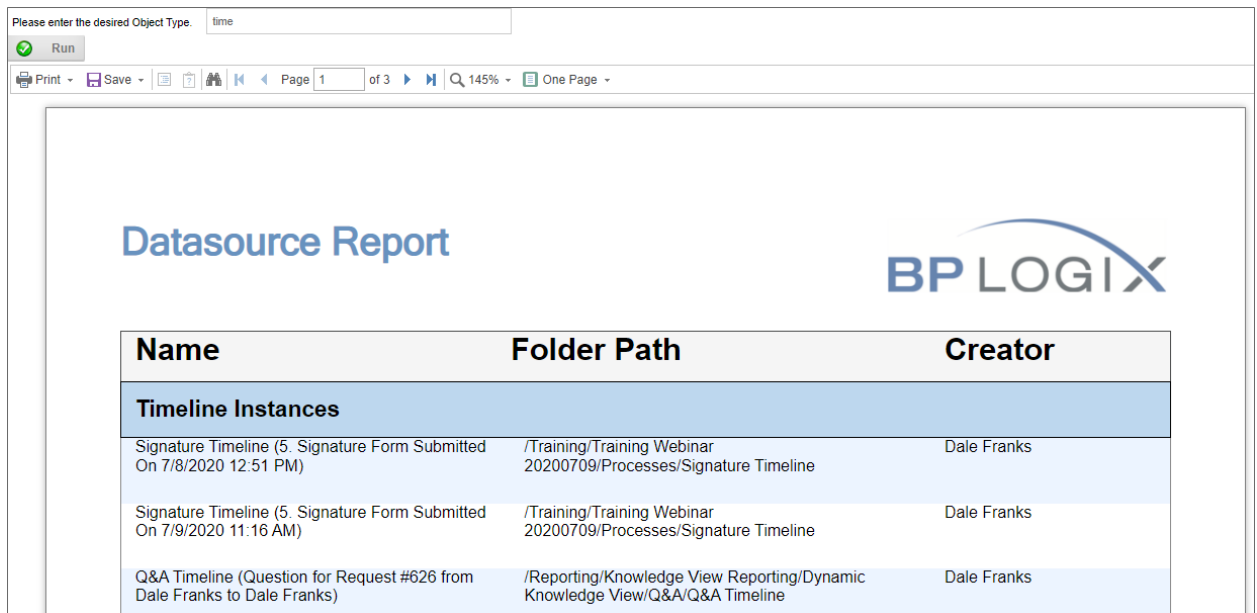 Please enter the desired Object Type. time
Run
Print Save Page 1 of 3 145% One Page
Datasource Report
BP LOGIX
Name Folder Path Creator
Timeline Instances
Signature Timeline (5. Signature Form Submitted /Training/Training Webinar Dale Franks
On 7/8/2020 12:51 PM) 20200709/Processes/Signature Timeline
Signature Timeline (5. Signature Form Submitted /Training/Training Webinar Dale Franks
On 7/9/2020 11:16 AM) 20200709/Processes/Signature Timeline
Q&A Timeline (Question for Request #626 from /Reporting/Knowledge View Reporting/Dynamic Dale Franks
Dale Franks to Dale Franks) Knowledge View/Q&A/Q&A Timeline